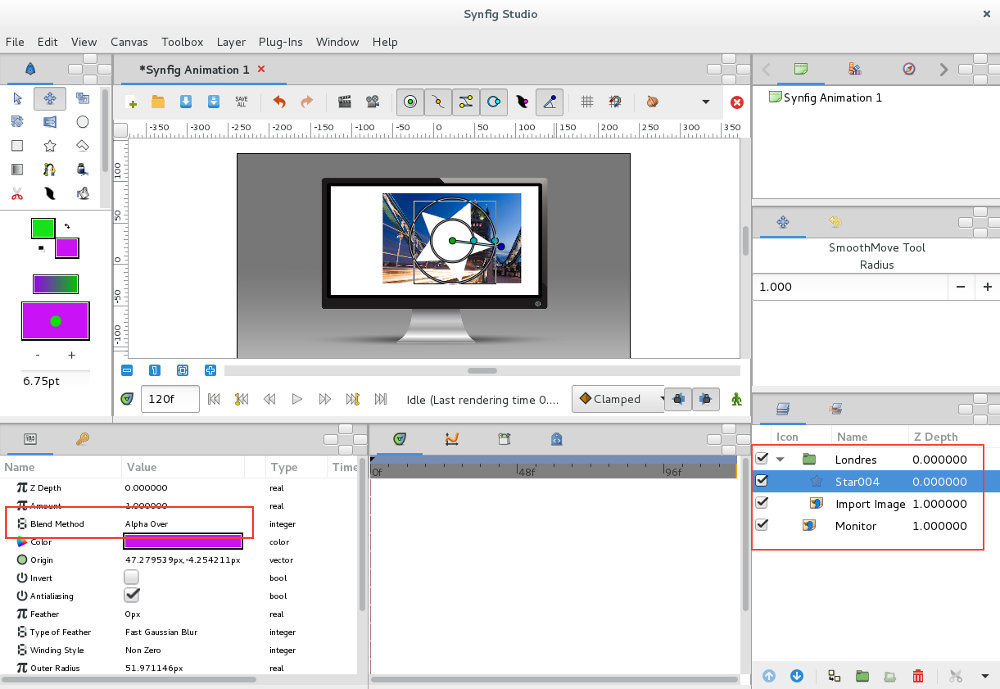 Synfig Studio
File Edit View Canvas Toolbox Layer Plug-Ins Window Help
*Synfig Animation 1
SAVE ALL
-350 -300 -250 -200 -150 -100 -50 0 50 100 150 200 250 300 350
100
50
0
-50
-100
- +
6.75pt
120f
Idle (Last rendering time 0....
Clamped
Synfig Animation 1
SmoothMove Tool
Radius
1.000 − +
Icon Name Z Depth
Londres 0.000000
Star004 0.000000
Import Image 1.000000
Monitor 1.000000
Name Value Type Time
Z Depth 0.000000 real
Amount 1.000000 real
Blend Method Alpha Over integer
Color color
Origin 47.279539px,-4.254211px vector
Invert bool
Antialiasing bool
Feather 0px real
Type of Feather Fast Gaussian Blur integer
Winding Style Non Zero integer
Outer Radius 51.971146px real
0f 48f 96f